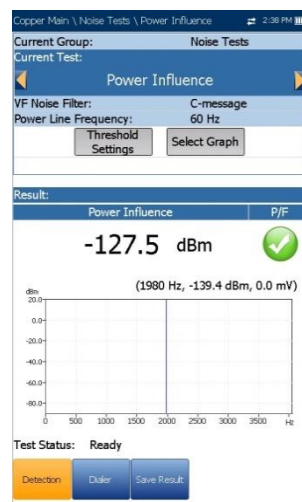 Copper Main \ Noise Tests \ Power Influence 2:38 PM
Current Group: Noise Tests
Current Test:
Power Influence
VF Noise Filter: C-message
Power Line Frequency: 60 Hz
Threshold Settings
Select Graph
Result:
Power Influence P/F
-127.5 dBm
(1980 Hz, -139.4 dBm, 0.0 mV)
dBm
20.0
0.0
-20.0
-40.0
-60.0
-80.0
0 500 1000 1500 2000 2500 3000 3500 Hz
Test Status: Ready
Detection Dialer Save Result